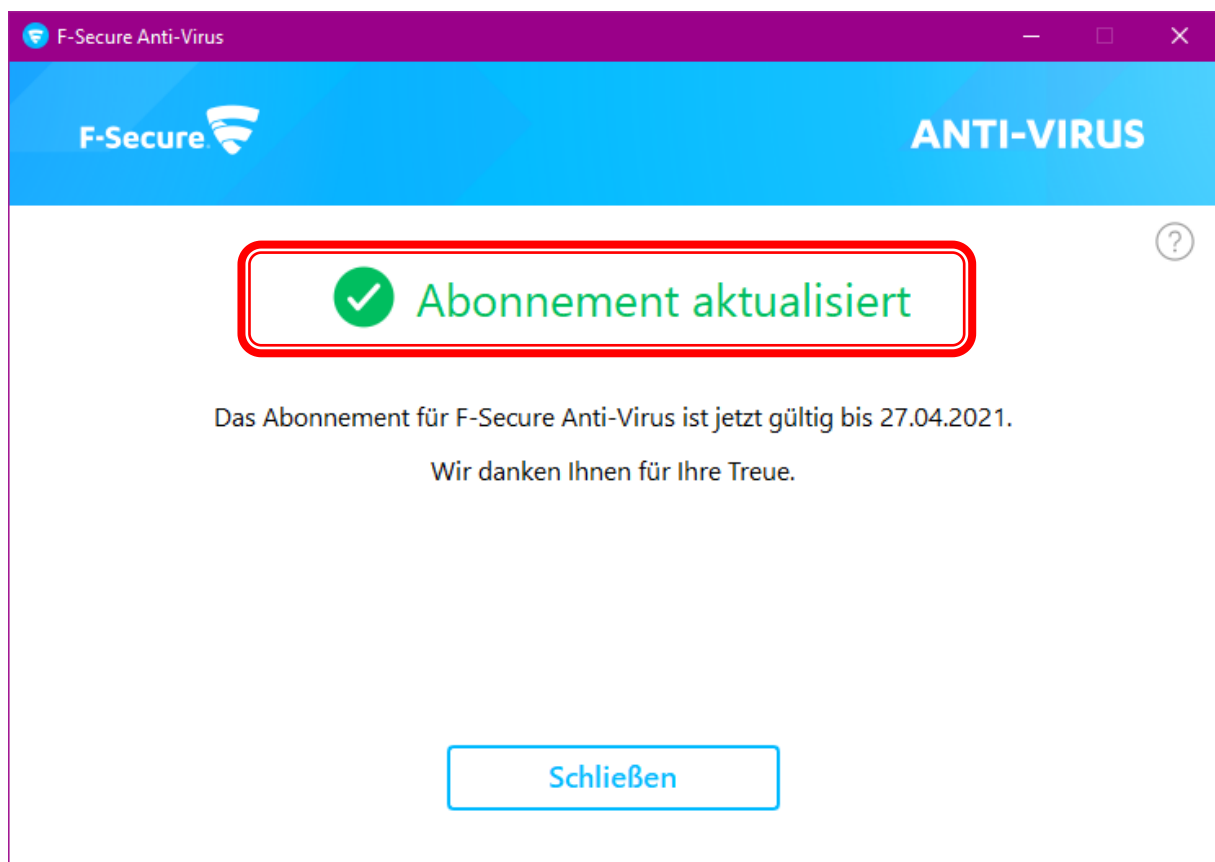 F-Secure Anti-Virus
F-Secure.
ANTI-VIRUS
?
Abonnement aktualisiert
Das Abonnement für F-Secure Anti-Virus ist jetzt gültig bis 27.04.2021.
Wir danken Ihnen für Ihre Treue.
Schließen